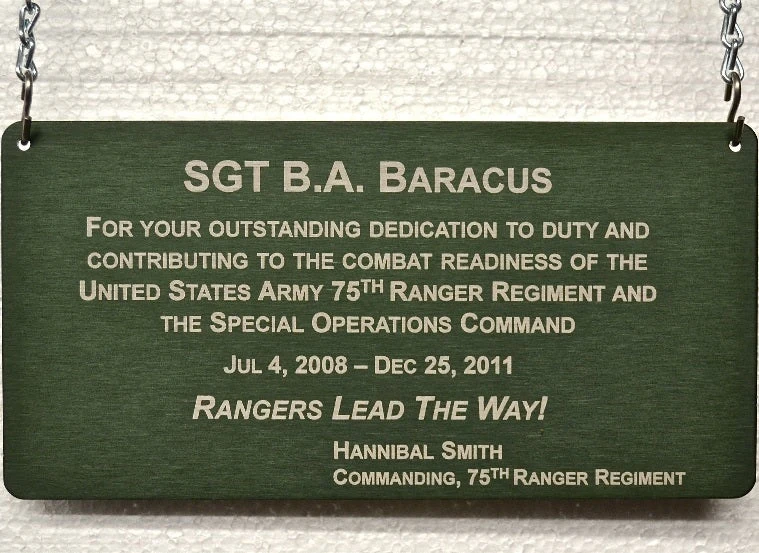 SGT B.A. BARACUS
FOR YOUR OUTSTANDING DEDICATION TO DUTY AND
CONTRIBUTING TO THE COMBAT READINESS OF THE
UNITED STATES ARMY 75TH RANGER REGIMENT AND
THE SPECIAL OPERATIONS COMMAND
JUL 4, 2008 – DEC 25, 2011
RANGERS LEAD THE WAY!
HANNIBAL SMITH
COMMANDING, 75TH RANGER REGIMENT